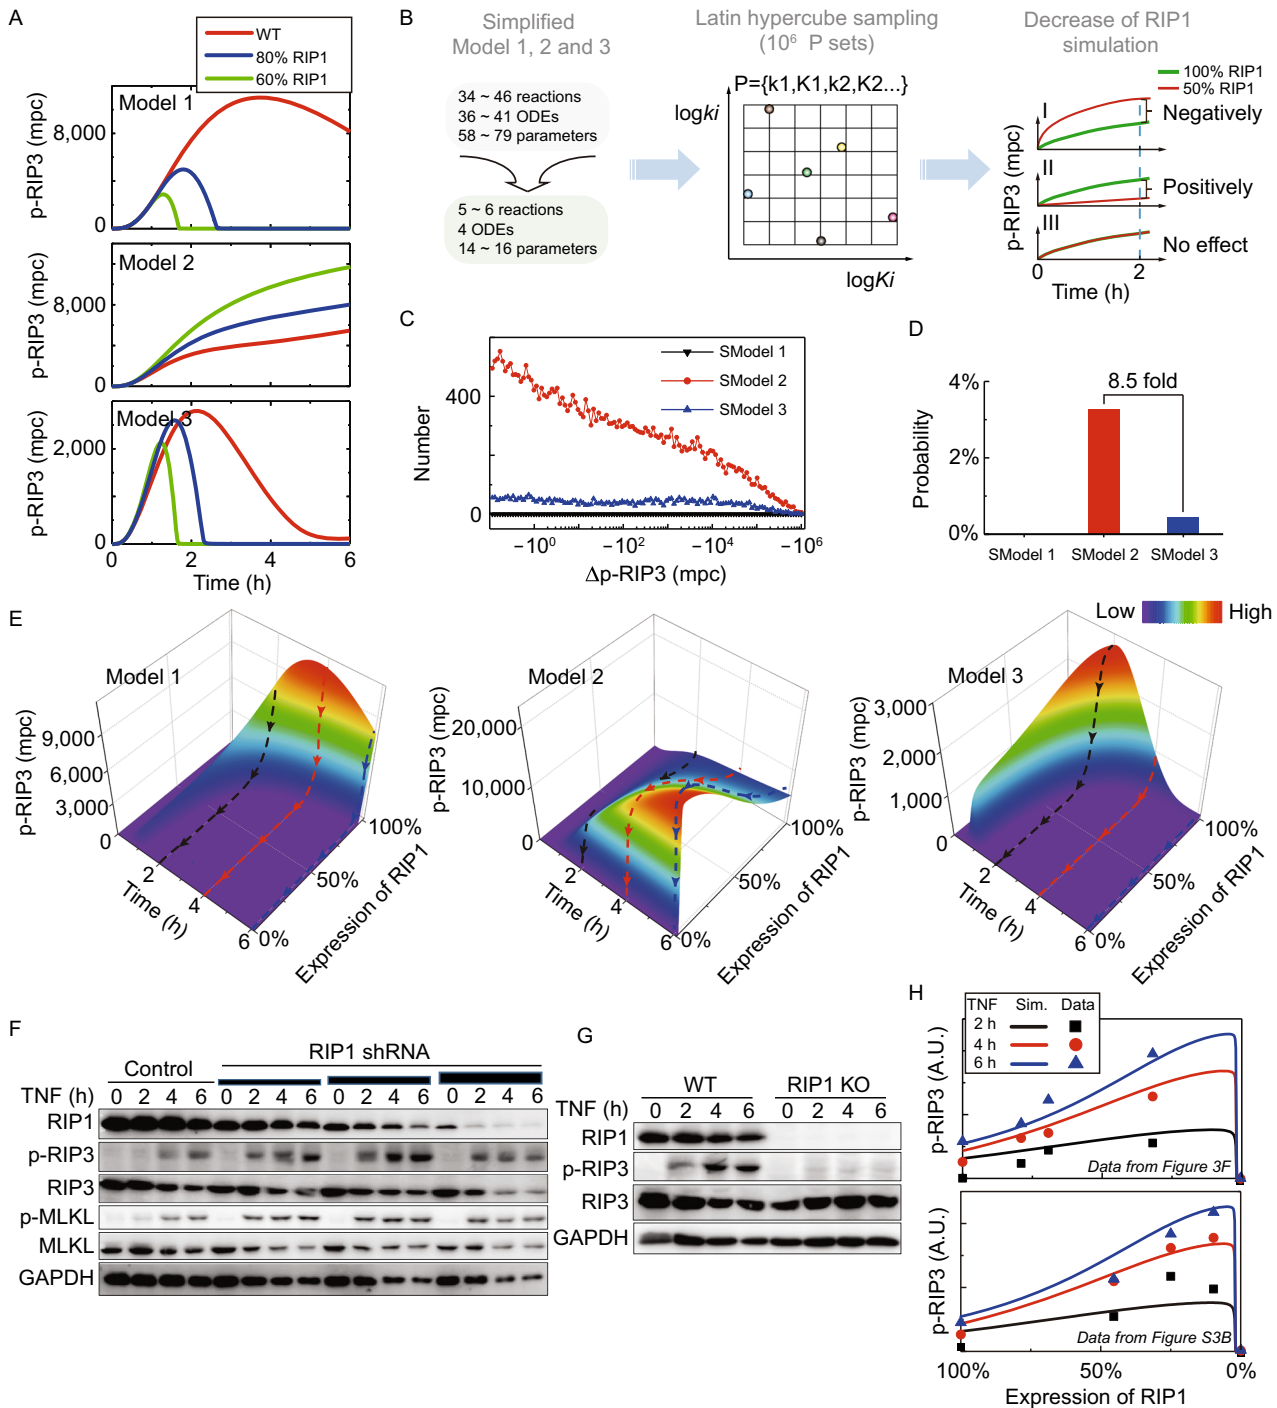 A
WT
80% RIP1
60% RIP1
Model 1
8,000
0
p-RIP3 (mpc)
Model 2
8,000
0
p-RIP3 (mpc)
Model 3
2,000
0
p-RIP3 (mpc)
0 2 4 6
Time (h)
B
Simplified
Model 1, 2 and 3
34 ~ 46 reactions
36 ~ 41 ODEs
58 ~ 79 parameters
5 ~ 6 reactions
4 ODEs
14 ~ 16 parameters
Latin hypercube sampling
(10⁶ P sets)
P={k1,K1,k2,K2...}
logki
logKi
Decrease of RIP1
simulation
100% RIP1
50% RIP1
I
Negatively
II
Positively
III
No effect
p-RIP3 (mpc)
0 2
Time (h)
C
SModel 1
SModel 2
SModel 3
400
0
Number
−10⁰ −10² −10⁴ −10⁶
Δp-RIP3 (mpc)
D
8.5 fold
4%
2%
0%
Probability
SModel 1 SModel 2 SModel 3
E
Low High
Model 1
9,000
6,000
3,000
0
p-RIP3 (mpc)
2
4
6
Time (h)
0%
50%
100%
Expression of RIP1
Model 2
20,000
10,000
0
p-RIP3 (mpc)
2
4
6
Time (h)
0%
50%
100%
Expression of RIP1
Model 3
3,000
2,000
1,000
0
p-RIP3 (mpc)
2
4
6
Time (h)
0%
50%
100%
Expression of RIP1
F
RIP1 shRNA
Control
TNF (h) 0 2 4 6 0 2 4 6 0 2 4 6 0 2 4 6
RIP1
p-RIP3
RIP3
p-MLKL
MLKL
GAPDH
G
WT RIP1 KO
TNF (h) 0 2 4 6 0 2 4 6
RIP1
p-RIP3
RIP3
GAPDH
H
TNF Sim. Data
2 h
4 h
6 h
p-RIP3 (A.U.)
Data from Figure 3F
p-RIP3 (A.U.)
Data from Figure S3B
100% 50% 0%
Expression of RIP1